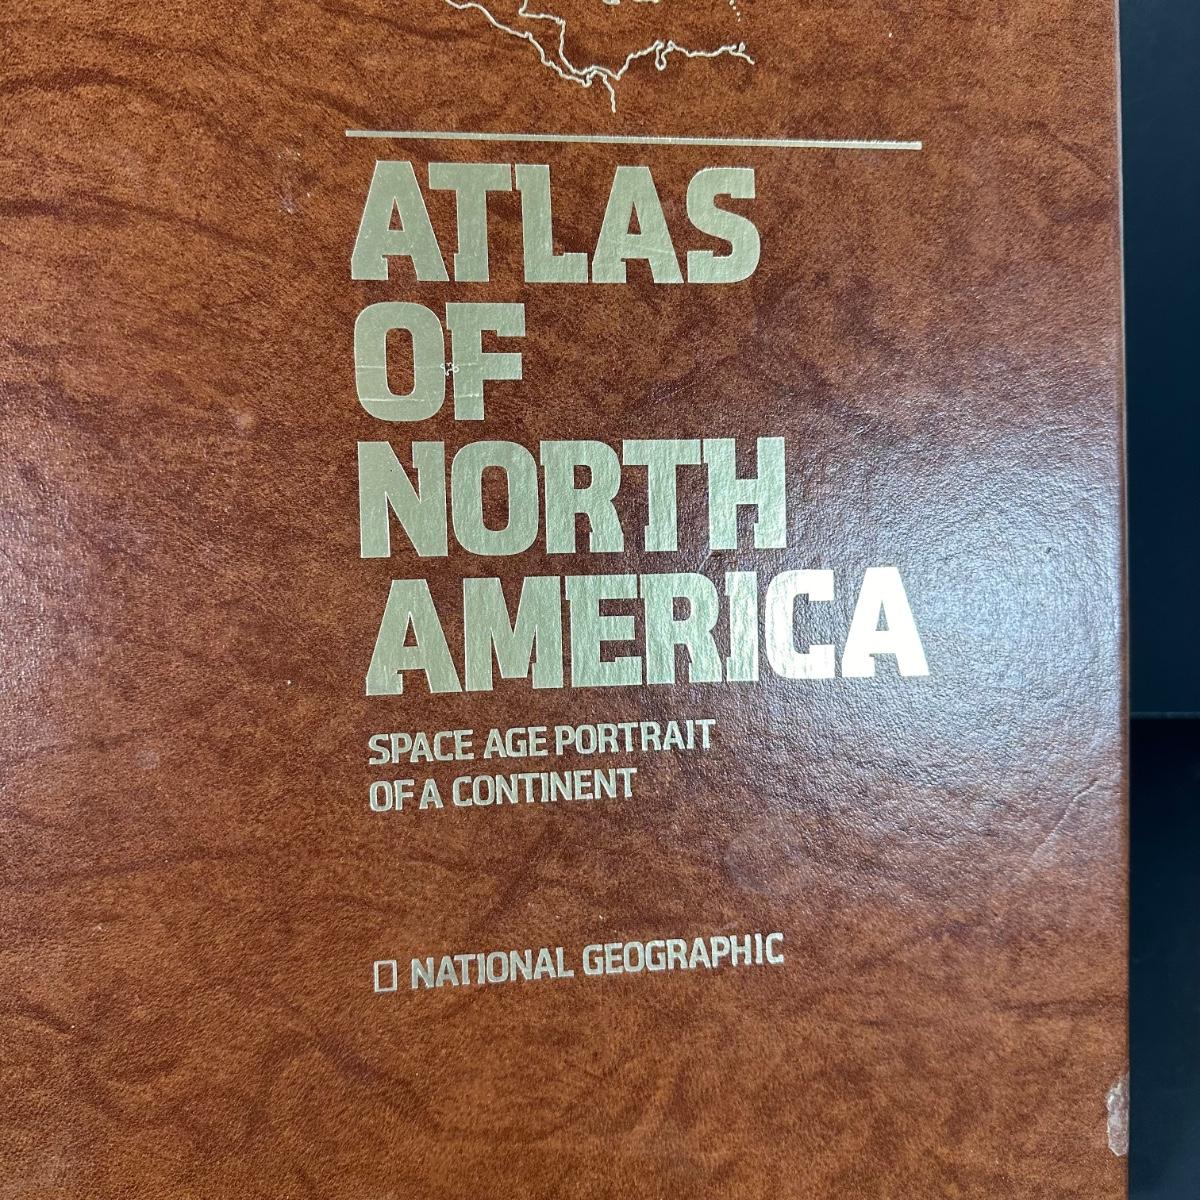 ATLAS
OF
NORTH
AMERICA
SPACE AGE PORTRAIT
OF A CONTINENT
NATIONAL GEOGRAPHIC